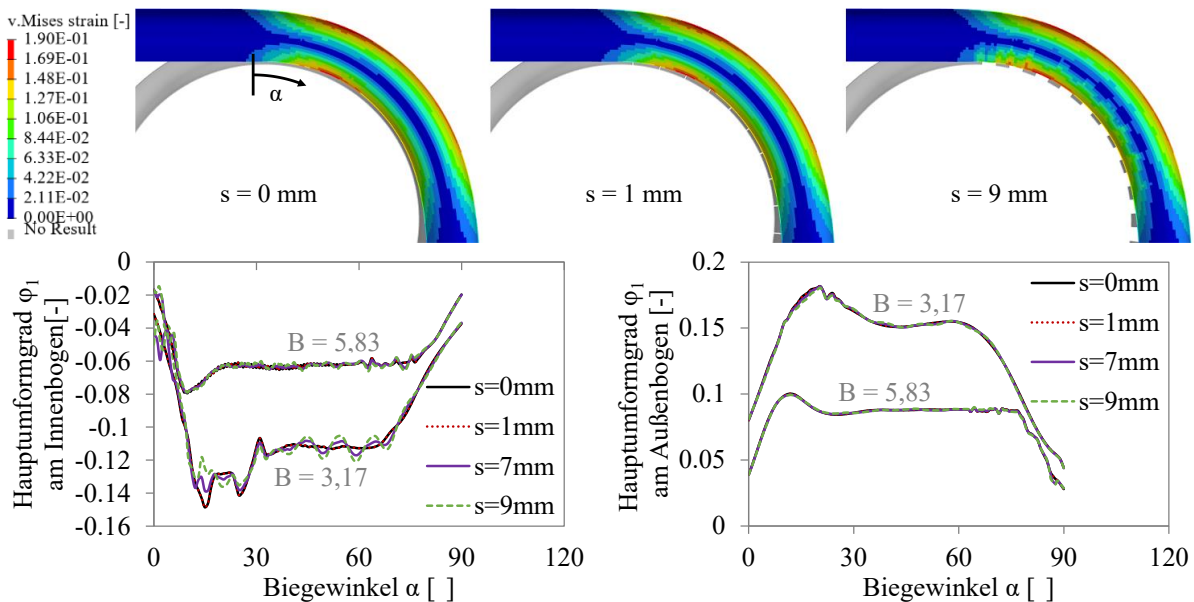 v.Mises strain [-]
1.90E-01
1.69E-01
1.48E-01
1.27E-01
1.06E-01
8.44E-02
6.33E-02
4.22E-02
2.11E-02
0.00E+00
No Result
α
s = 0 mm
s = 1 mm
s = 9 mm
Hauptumformgrad φ1
am Innenbogen[-]
0
-0.02
-0.04
-0.06
-0.08
-0.1
-0.12
-0.14
-0.16
B = 5,83
B = 3,17
s=0mm
s=1mm
s=7mm
s=9mm
0 30 60 90 120
Biegewinkel α [ ]
Hauptumformgrad φ1
am Außenbogen [-]
0.2
0.15
0.1
0.05
0
B = 3,17
B = 5,83
s=0mm
s=1mm
s=7mm
s=9mm
0 30 60 90 120
Biegewinkel α [ ]